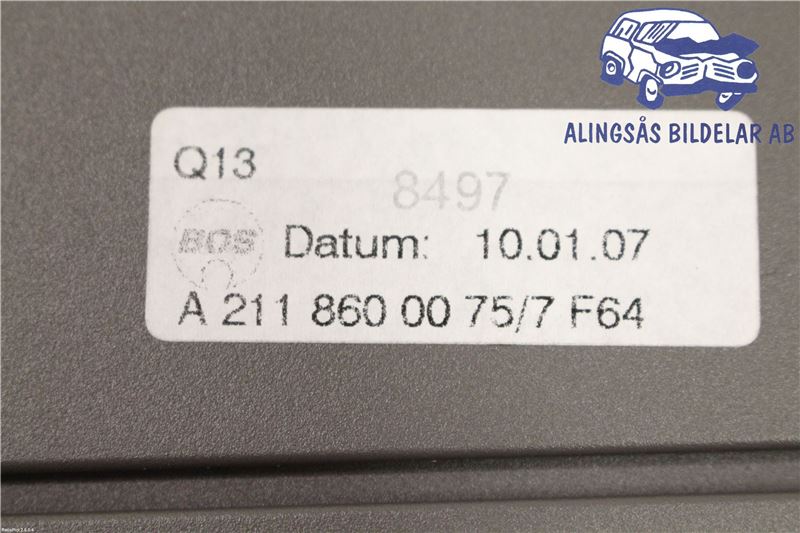 ALINGSÅS BILDELAR AB
Q13
8497
BOS Datum: 10.01.07
A 211 860 00 75/7 F64